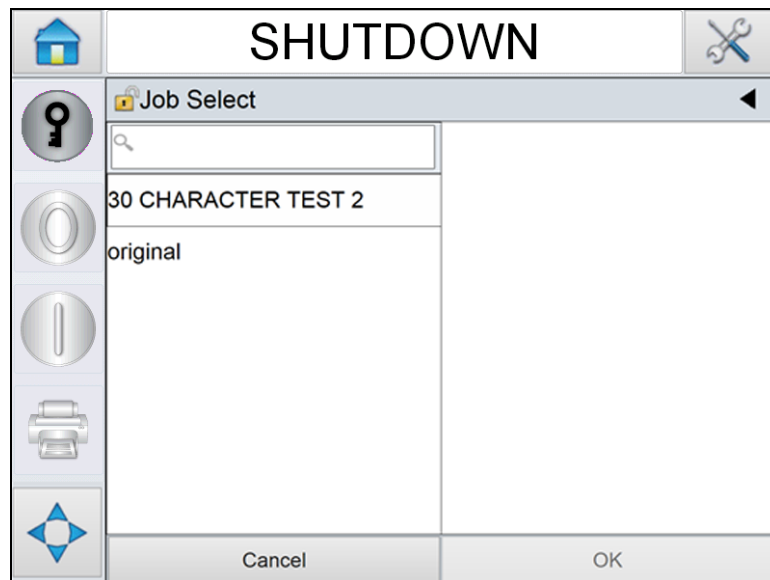 SHUTDOWN
Job Select
30 CHARACTER TEST 2
original
Cancel
OK